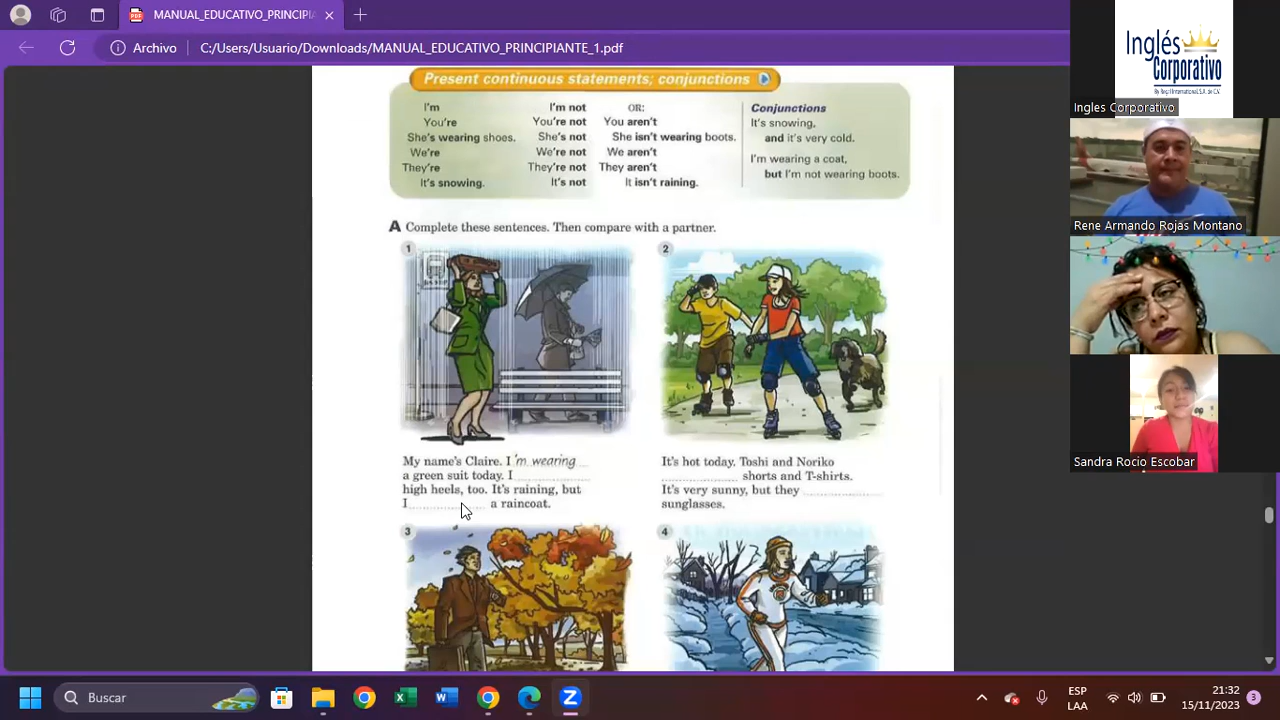 MANUAL_EDUCATIVO_PRINCIPIA
Archivo C:/Users/Usuario/Downloads/MANUAL_EDUCATIVO_PRINCIPIANTE_1.pdf
Present continuous statements; conjunctions
I'm I'm not OR: Conjunctions
You're You're not You aren't It's snowing,
She's wearing shoes. She's not She isn't wearing boots. and it's very cold.
We're We're not We aren't I'm wearing a coat,
They're They're not They aren't but I'm not wearing boots.
It's snowing. It's not It isn't raining.
A Complete these sentences. Then compare with a partner.
1
My name's Claire. I 'm wearing
a green suit today. I
high heels, too. It's raining, but
I a raincoat.
2
It's hot today. Toshi and Noriko
shorts and T-shirts.
It's very sunny, but they
sunglasses.
3
4
Inglés
Corporativo
Ingles Corporativo
Rene Armando Rojas Montano
Sandra Rocio Escobar
Buscar
ESP
LAA
21:32
15/11/2023
3